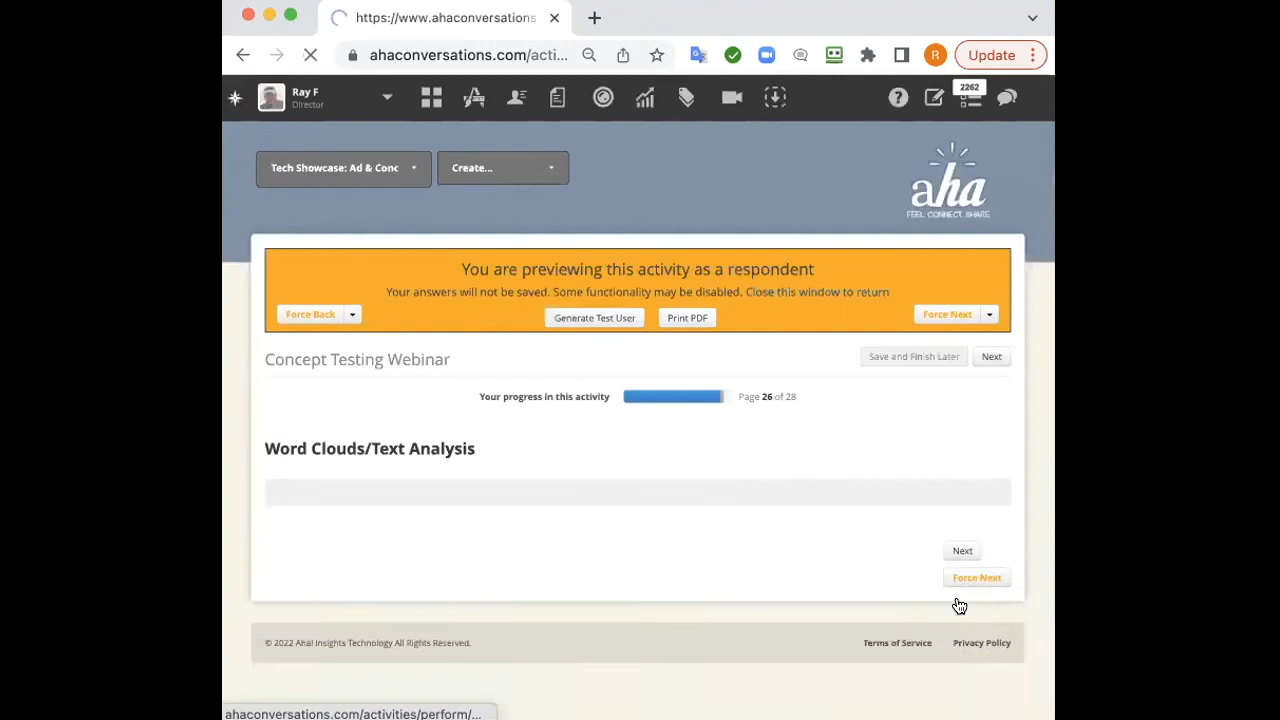 https://www.ahaconversations
ahaconversations.com/acti...
R
Update
Ray F
Director
2262
Tech Showcase: Ad & Conc
Create...
aha
FEEL. CONNECT. SHARE.
You are previewing this activity as a respondent
Your answers will not be saved. Some functionality may be disabled. Close this window to return
Force Back
Generate Test User
Print PDF
Force Next
Concept Testing Webinar
Save and Finish Later
Next
Your progress in this activity
Page 26 of 28
Word Clouds/Text Analysis
Next
Force Next
© 2022 Aha! Insights Technology All Rights Reserved.
Terms of Service
Privacy Policy
ahaconversations.com/activities/perform/...